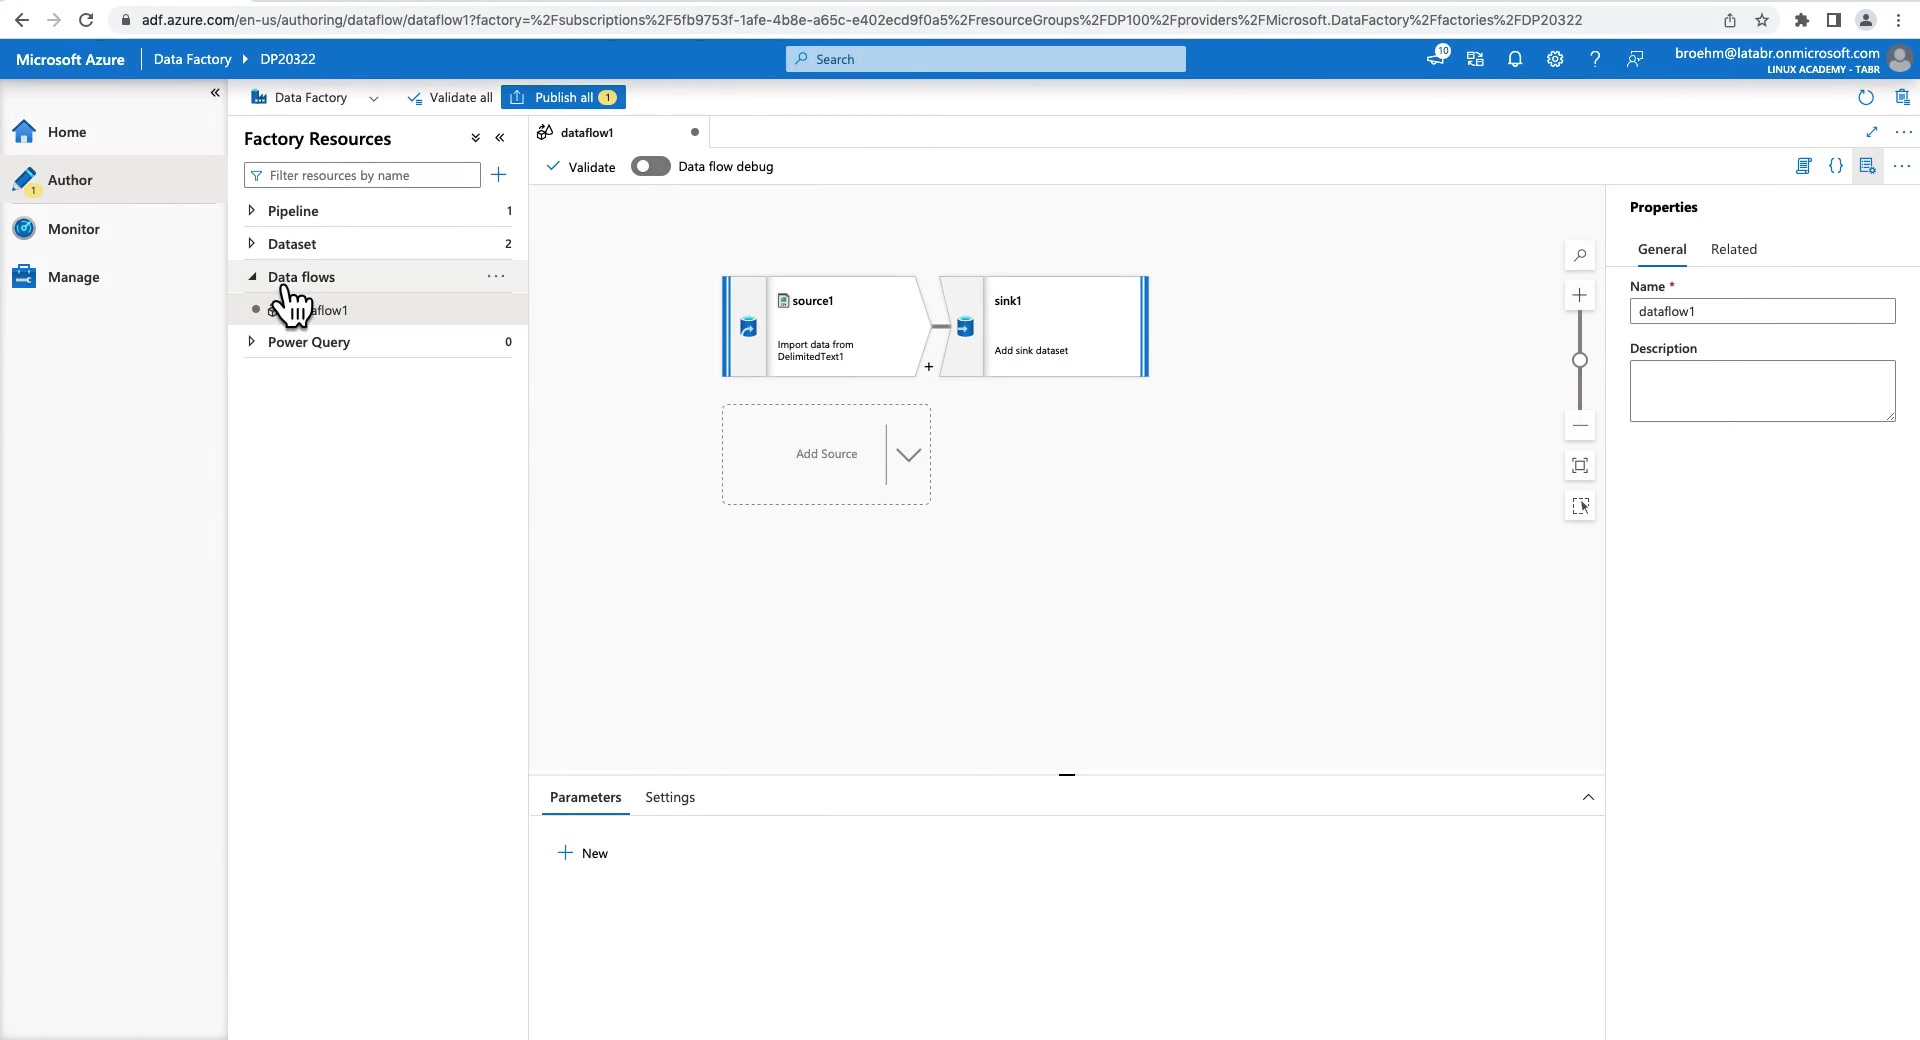 adf.azure.com/en-us/authoring/dataflow/dataflow1?factory=%2Fsubscriptions%2F5fb9753f-1afe-4b8e-a65c-e402ecd9f0a5%2FresourceGroups%2FDP100%2Fproviders%2FMicrosoft.DataFactory%2Ffactories%2FDP20322
Microsoft Azure
Data Factory
DP20322
Search
10
broehm@latabr.onmicrosoft.com
LINUX ACADEMY - TABR
Home
Author
1
Monitor
Manage
Data Factory
Validate all
Publish all 1
Factory Resources
Filter resources by name
Pipeline 1
Dataset 2
Data flows
Power Query 0
dataflow1
Validate
Data flow debug
source1
Import data from
DelimitedText1
sink1
Add sink dataset
Add Source
Parameters
Settings
New
Properties
General
Related
Name *
dataflow1
Description